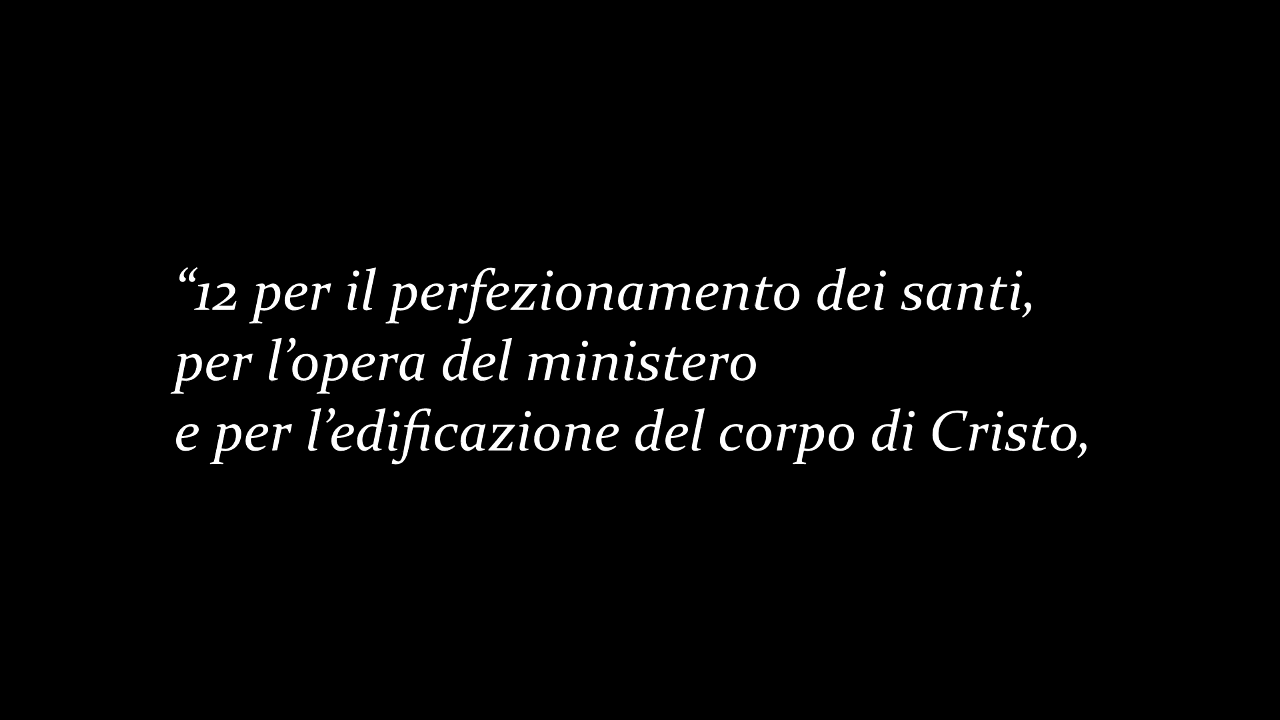 “12 per il perfezionamento dei santi,
per l’opera del ministero
e per l’edificazione del corpo di Cristo,